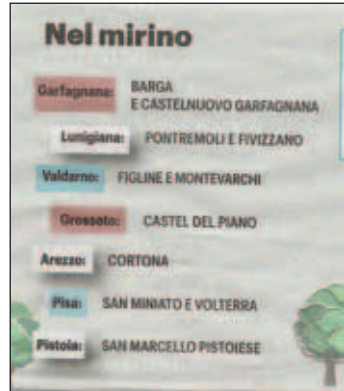 Nel mirino
Garfagnana: BARGA
E CASTELNUOVO GARFAGNANA
Lunigiana: PONTREMOLI E FIVIZZANO
Valdarno: FIGLINE E MONTEVARCHI
Grosseto: CASTEL DEL PIANO
Arezzo: CORTONA
Pisa: SAN MINIATO E VOLTERRA
Pistoia: SAN MARCELLO PISTOIESE